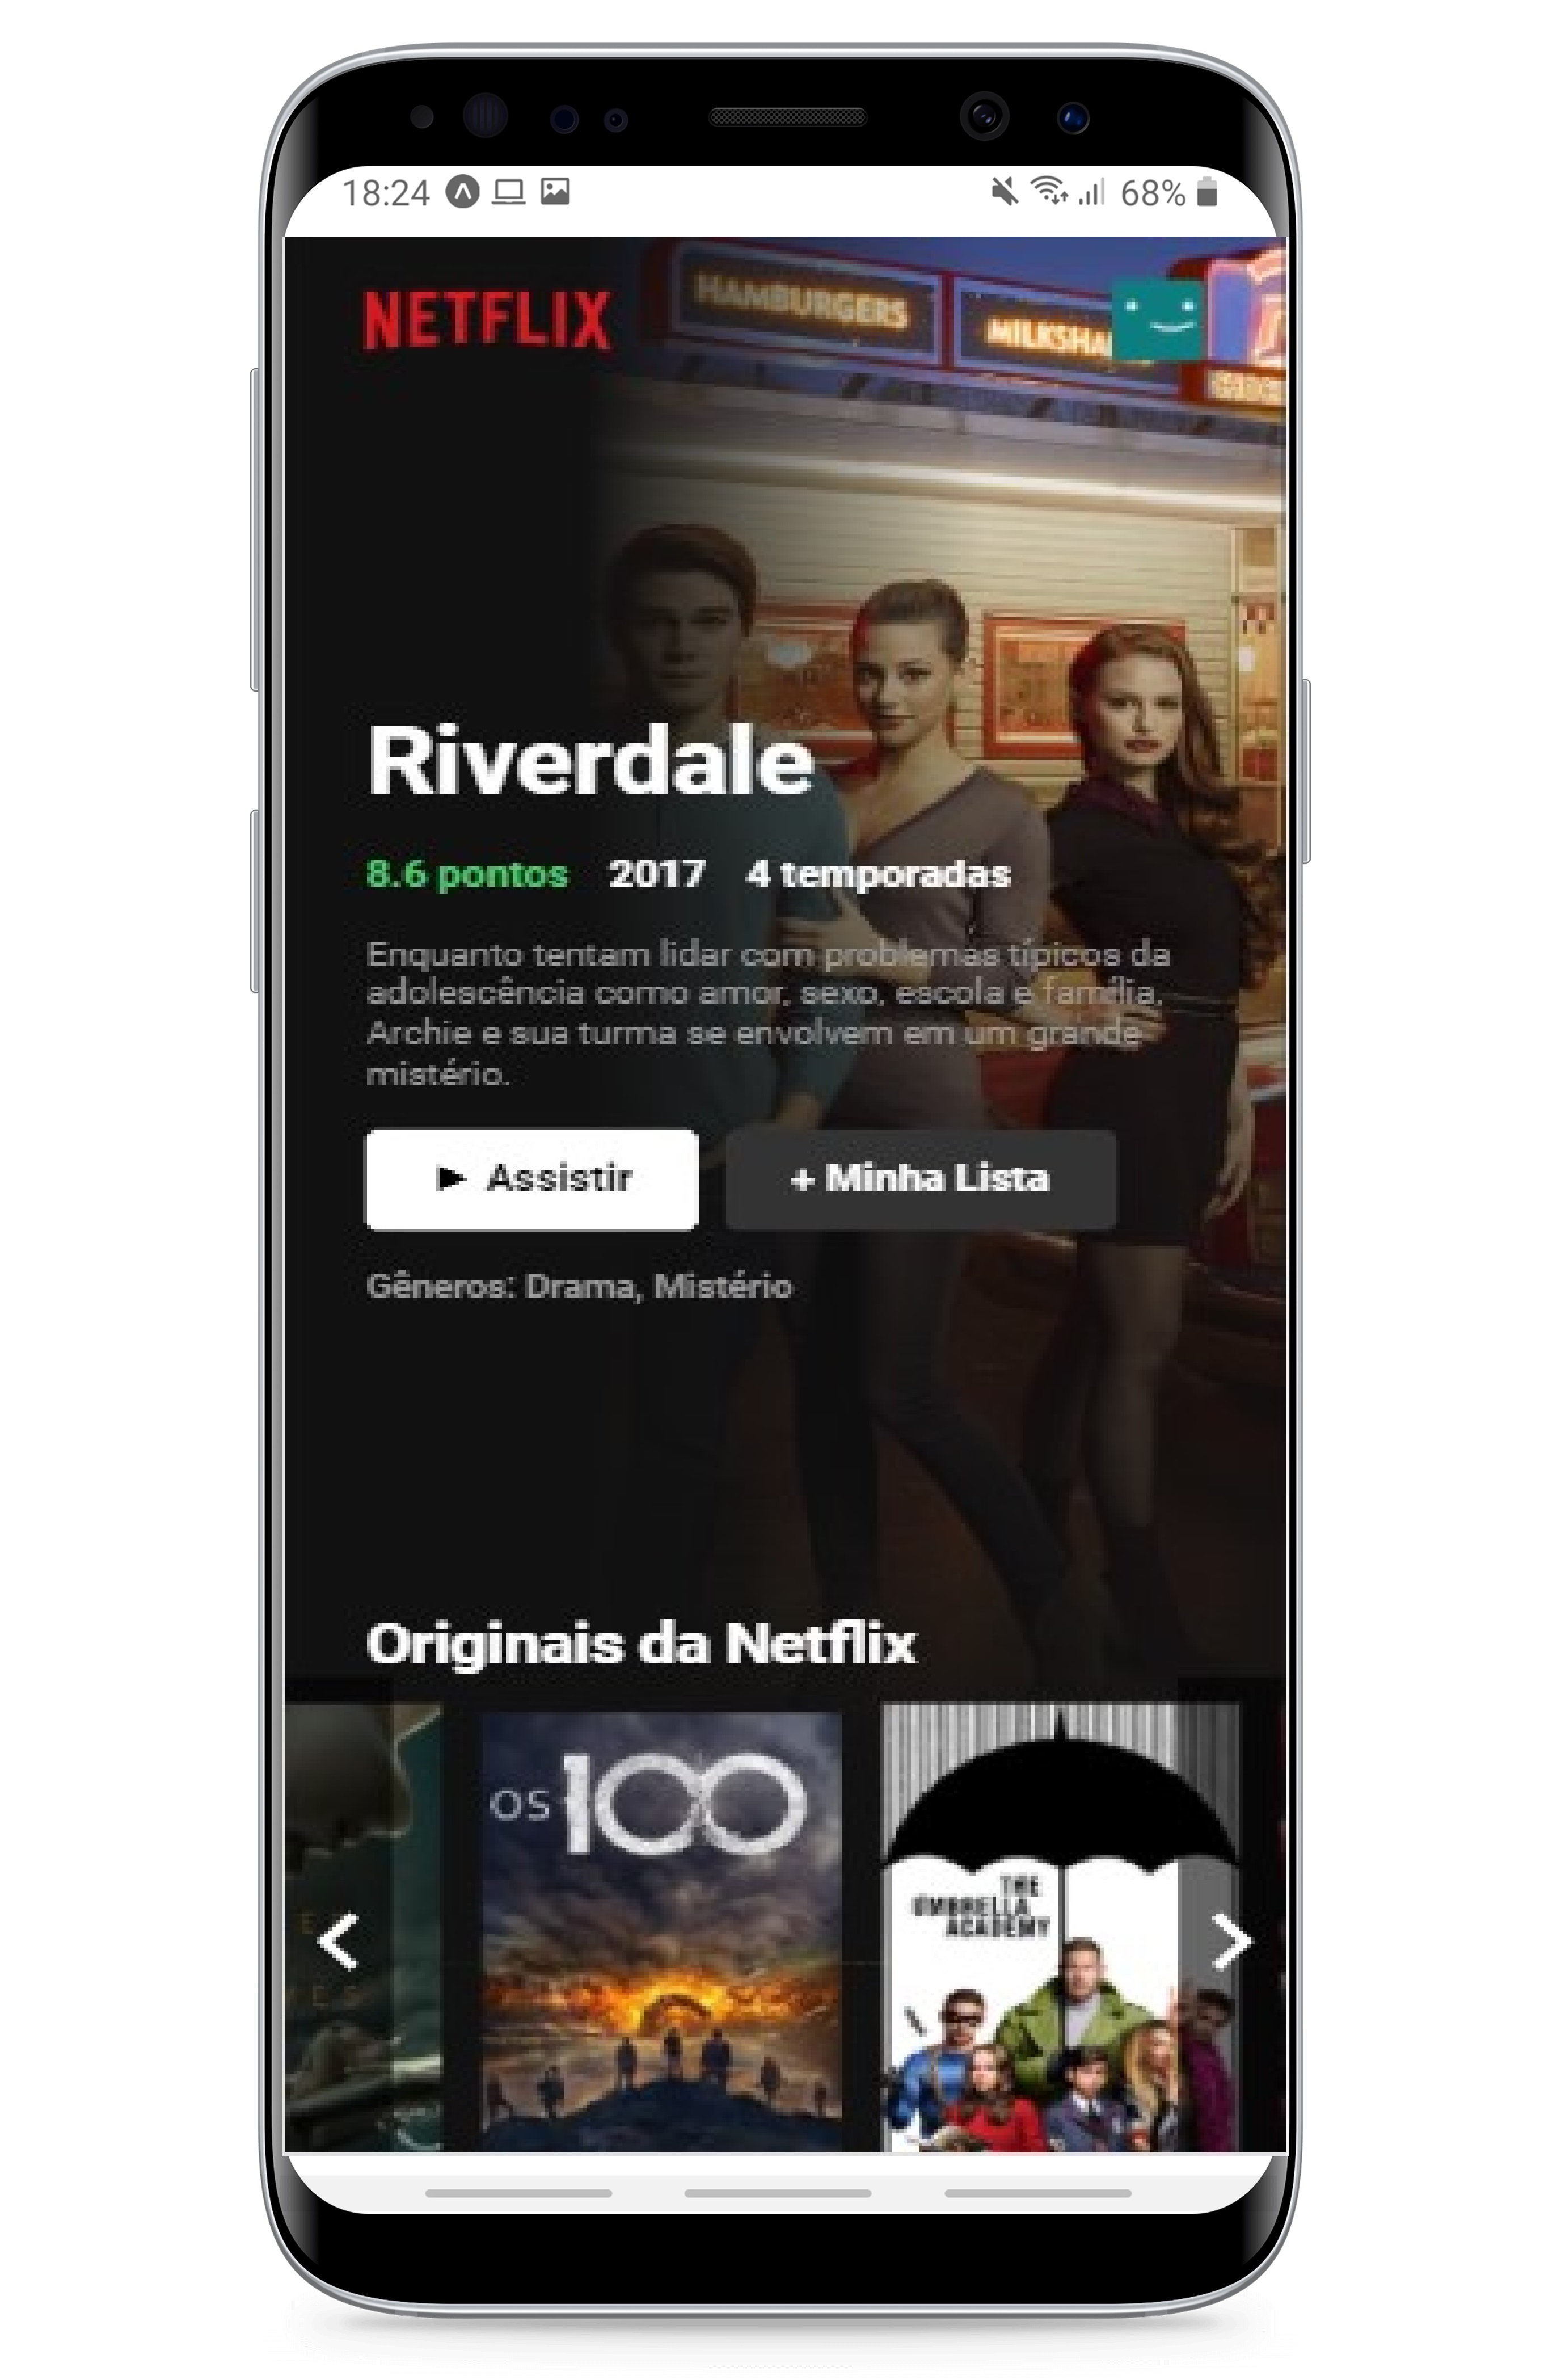 18:24
68%
NETFLIX
HAMBURGERS
Riverdale
8.6 pontos 2017 4 temporadas
Enquanto tentam lidar com problemas típicos da
adolescência como amor, sexo, escola e família,
Archie e sua turma se envolvem em um grande
mistério.
► Assistir
+ Minha Lista
Gêneros: Drama, Mistério
Originais da Netflix
OS 100
THE
UMBRELLA
ACADEMY